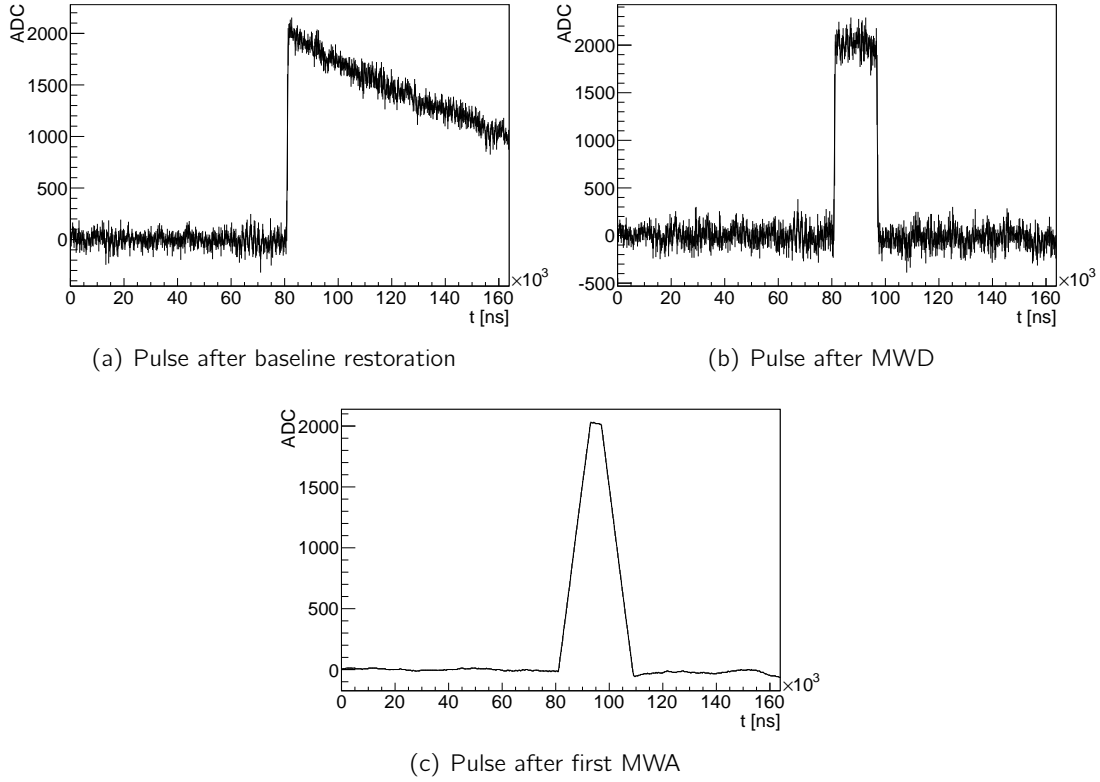 ADC
2000
1500
1000
500
0
0 20 40 60 80 100 120 140 160
×10³
t [ns]
(a) Pulse after baseline restoration
ADC
2000
1500
1000
500
0
-500
0 20 40 60 80 100 120 140 160
×10³
t [ns]
(b) Pulse after MWD
ADC
2000
1500
1000
500
0
0 20 40 60 80 100 120 140 160
×10³
t [ns]
(c) Pulse after first MWA